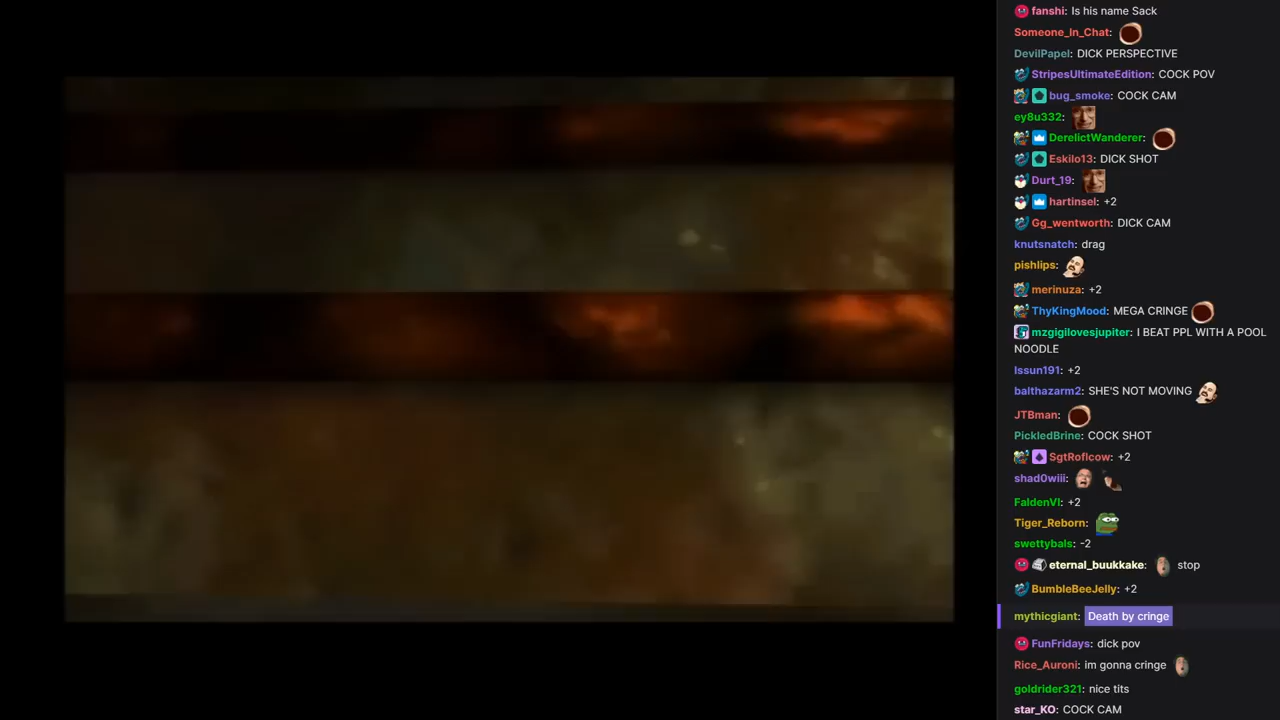 fanshi: Is his name Sack
Someone_In_Chat:
DevilPapel: DICK PERSPECTIVE
StripesUltimateEdition: COCK POV
bug_smoke: COCK CAM
ey8u332:
DerelictWanderer:
Eskilo13: DICK SHOT
Durt_19:
hartinsel: +2
Gg_wentworth: DICK CAM
knutsnatch: drag
pishlips:
merinuza: +2
ThyKingMood: MEGA CRINGE
mzgigilovesjupiter: I BEAT PPL WITH A POOL
NOODLE
Issun191: +2
balthazarm2: SHE'S NOT MOVING
JTBman:
PickledBrine: COCK SHOT
SgtRoflcow: +2
shad0wiii:
FaldenVI: +2
Tiger_Reborn:
swettybals: -2
eternal_buukkake: stop
BumbleBeeJelly: +2
mythicgiant: Death by cringe
FunFridays: dick pov
Rice_Auroni: im gonna cringe
goldrider321: nice tits
star_KO: COCK CAM